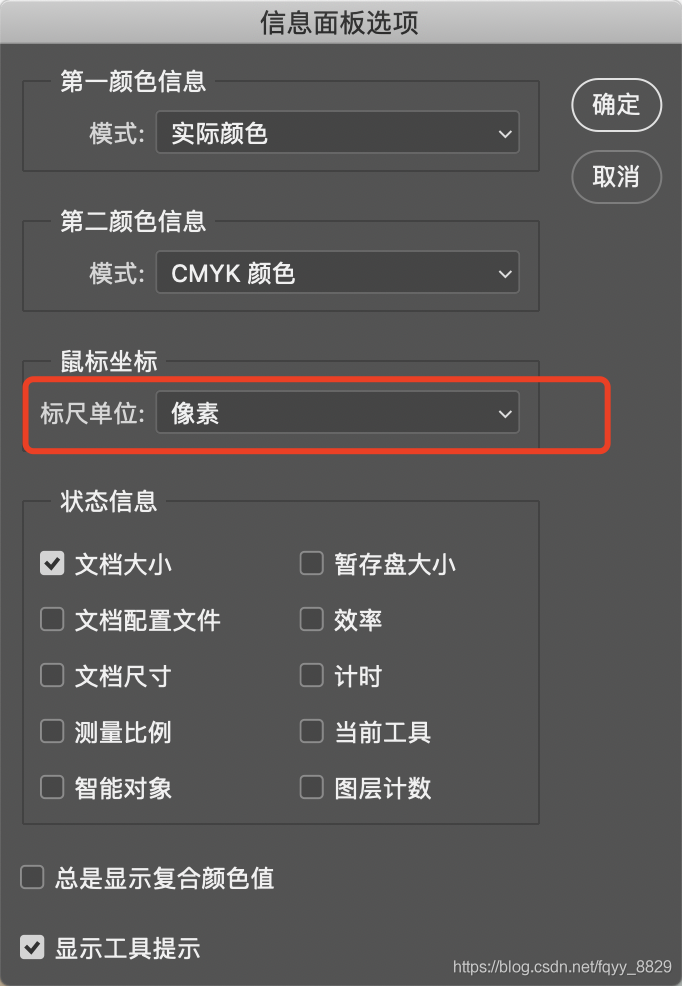 信息面板选项
第一颜色信息
模式: 实际颜色
确定
取消
第二颜色信息
模式: CMYK 颜色
鼠标坐标
标尺单位: 像素
状态信息
文档大小 暂存盘大小
文档配置文件 效率
文档尺寸 计时
测量比例 当前工具
智能对象 图层计数
总是显示复合颜色值
显示工具提示
https://blog.csdn.net/fqyy_8829